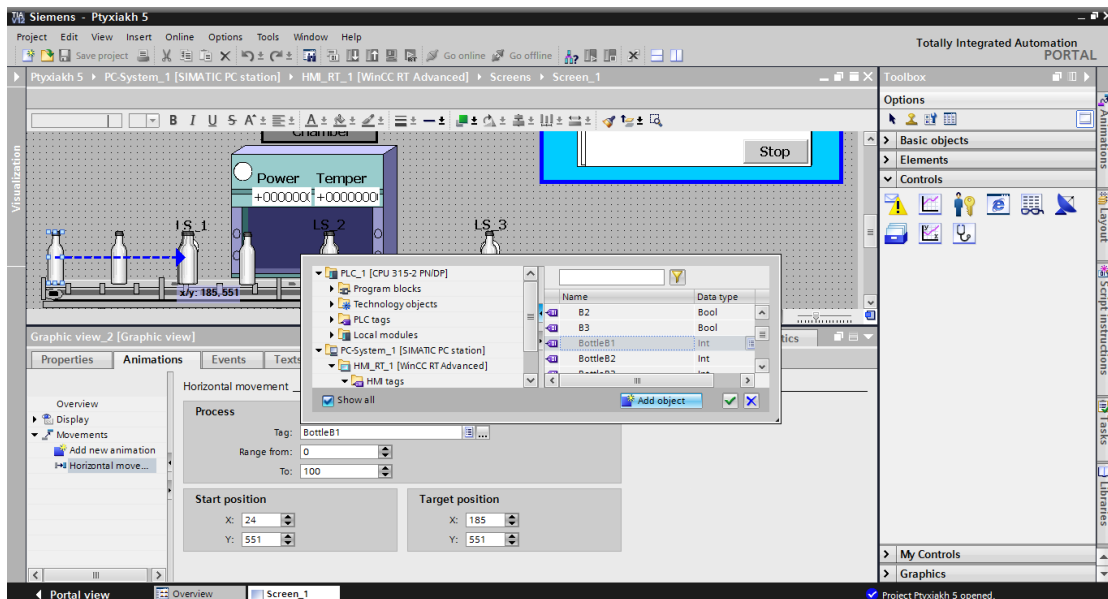 Siemens - Ptyxiakh 5
Project Edit View Insert Online Options Tools Window Help
Totally Integrated Automation
PORTAL
Save project
Go online Go offline
Ptyxiakh 5 PC-System_1 [SIMATIC PC station] HMI_RT_1 [WinCC RT Advanced] Screens Screen_1
Toolbox
Options
B I U S A
Basic objects
Elements
Controls
Visualization
Chamber
Stop
Power Temper
+0000000 +0000000
LS_1 LS_2 LS_3
x/y: 185,551
PLC_1 [CPU 315-2 PN/DP]
Program blocks
Technology objects
PLC tags
Local modules
PC-System_1 [SIMATIC PC station]
HMI_RT_1 [WinCC RT Advanced]
HMI tags
Name Data type
B2 Bool
B3 Bool
BottleB1 Int
BottleB2 Int
Show all
Add object
Graphic view_2 [Graphic view]
tics
Properties Animations Events Texts
Overview
Display
Movements
Add new animation
Horizontal move...
Horizontal movement
Process
Tag: BottleB1
Range from: 0
To: 100
Start position
X: 24
Y: 551
Target position
X: 185
Y: 551
Animations
Layout
Script instructions
Tasks
Libraries
My Controls
Graphics
Portal view
Overview
Screen_1
Project Ptyxiakh 5 opened.